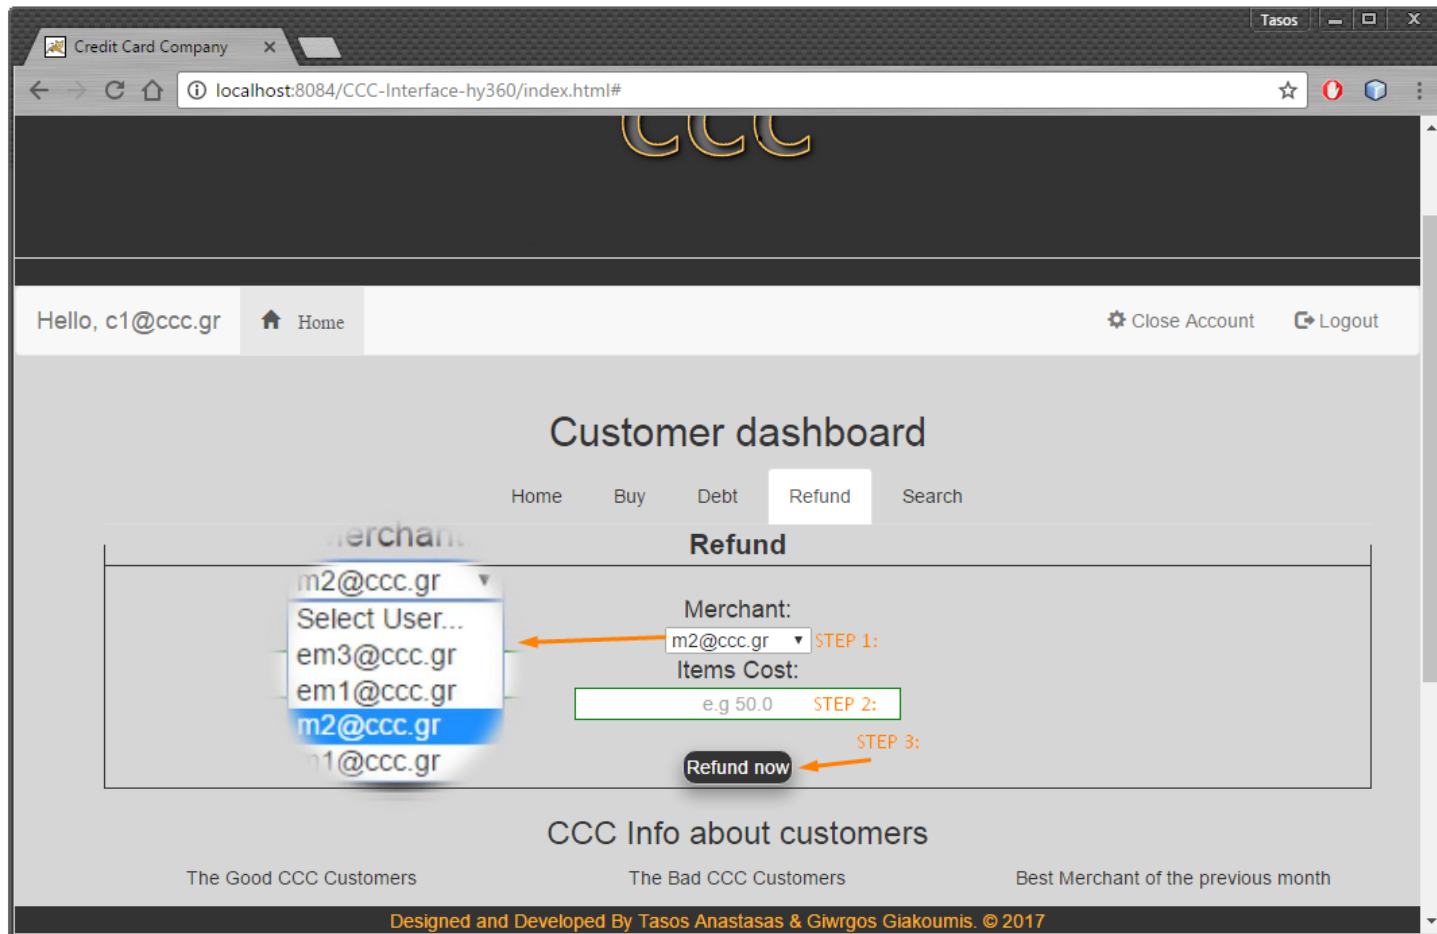 Tasos
Credit Card Company
localhost:8084/CCC-Interface-hy360/index.html#
CCC
Hello, c1@ccc.gr Home Close Account Logout
Customer dashboard
Home Buy Debt Refund Search
Refund
Merchant:
m2@ccc.gr STEP 1:
Items Cost:
e.g 50.0 STEP 2:
STEP 3:
Refund now
m2@ccc.gr
Select User...
em3@ccc.gr
em1@ccc.gr
m2@ccc.gr
m1@ccc.gr
CCC Info about customers
The Good CCC Customers The Bad CCC Customers Best Merchant of the previous month
Designed and Developed By Tasos Anastasas & Giwrgos Giakoumis. © 2017